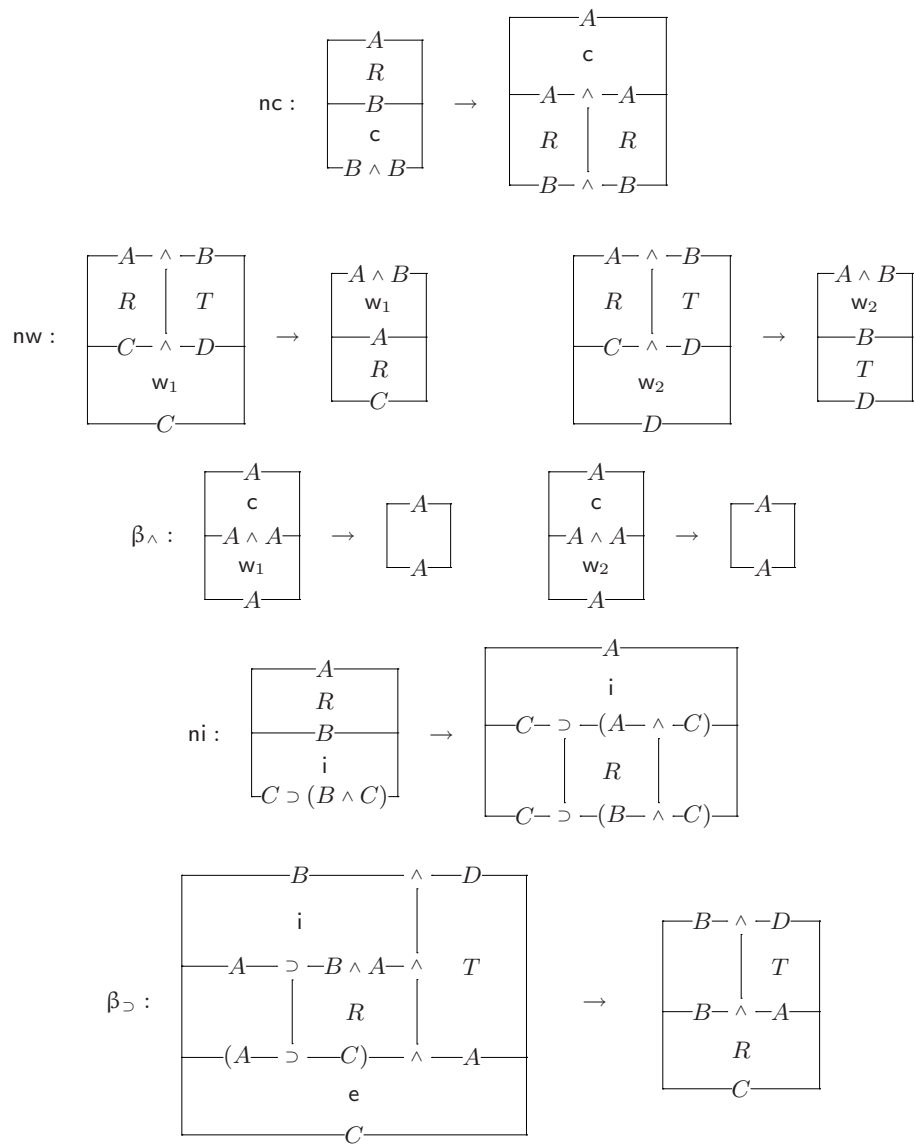 A A
R c
nc : B → A ∧ A
c R R
B ∧ B B ∧ B
A ∧ B A ∧ B A ∧ B A ∧ B
R T w₁ R T w₂
nw : C ∧ D → A C ∧ D → B
w₁ R w₂ T
C C D D
A A
c A c A
β∧ : A ∧ A → A ∧ A →
w₁ A w₂ A
A A
A A
R i
ni : B → C ⊃ (A ∧ C)
i R
C ⊃ (B ∧ C) C ⊃ (B ∧ C)
B ∧ D
i B ∧ D
A ⊃ B ∧ A ∧ T T
β⊃ : R → B ∧ A
(A ⊃ C) ∧ A R
e C
C